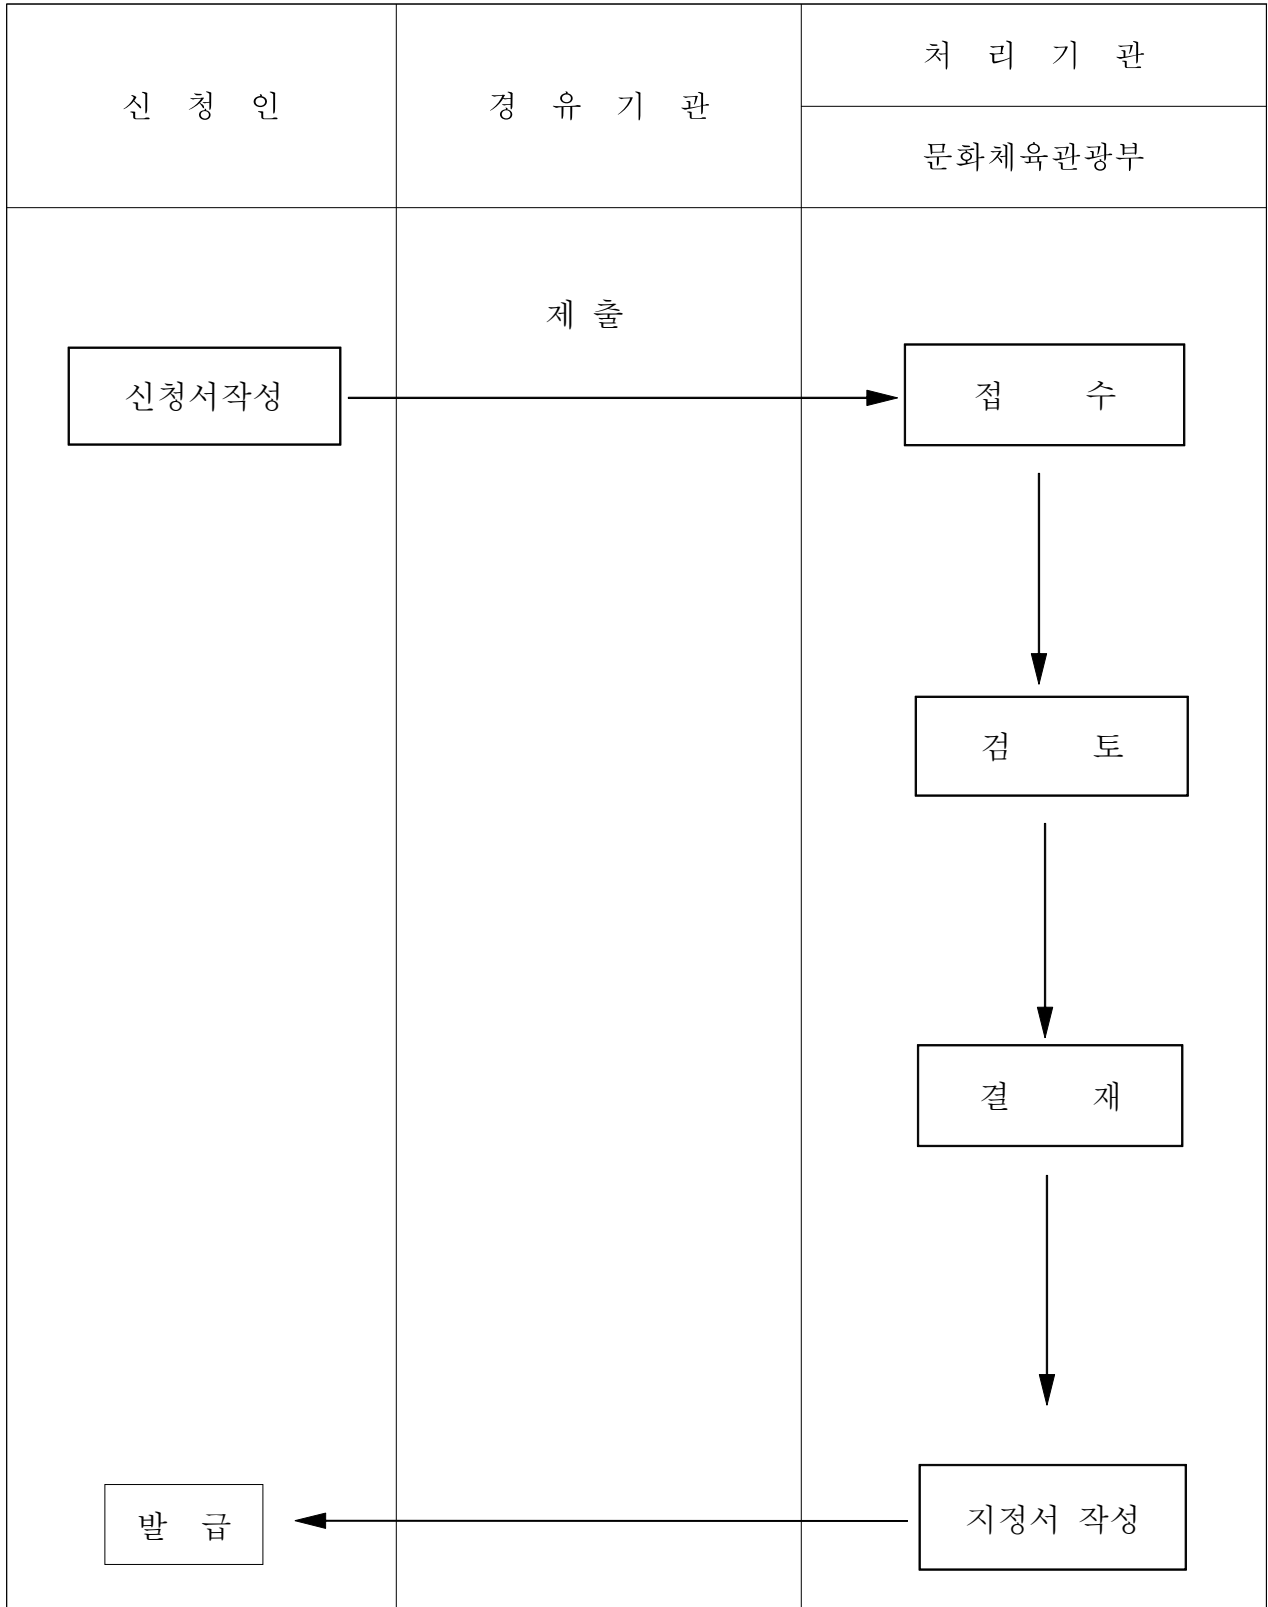 신 청 인
경 유 기 관
처 리 기 관
문화체육관광부
제 출
신청서작성
접 수
검 토
결 재
지정서 작성
발 급